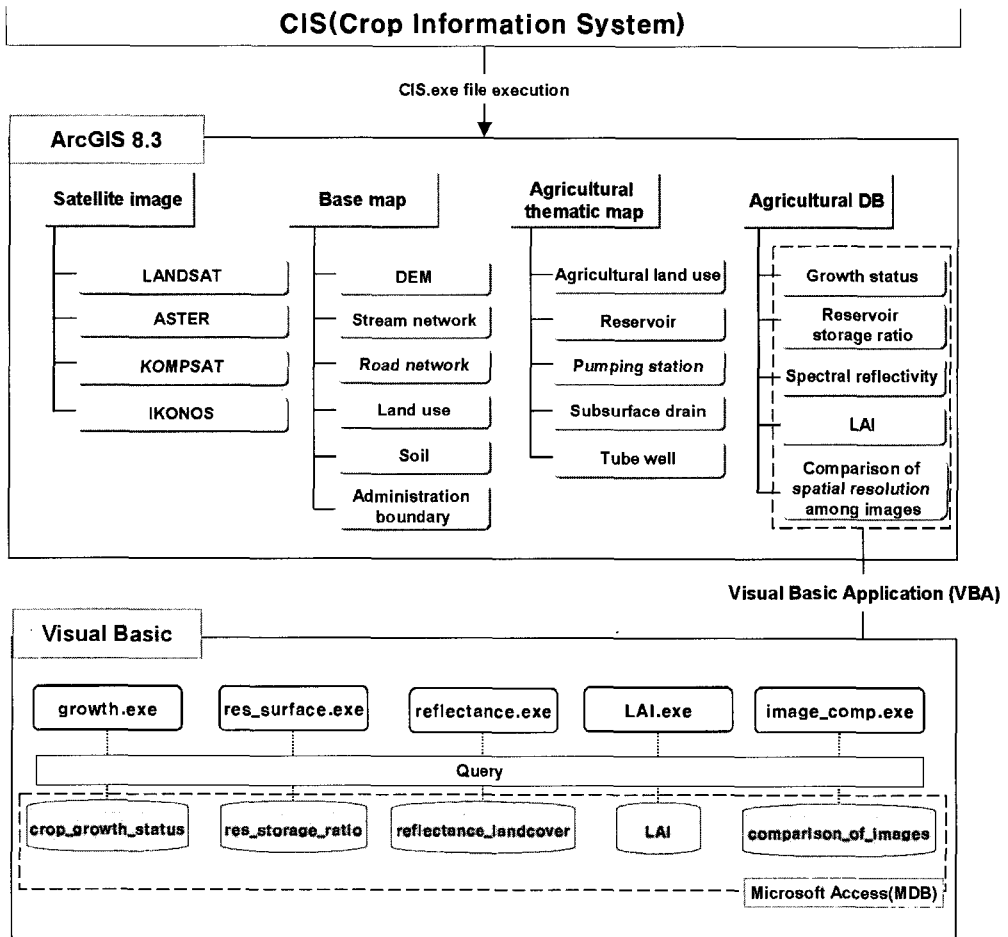 CIS(Crop Information System)
CIS.exe file execution
ArcGIS 8.3
Satellite image
LANDSAT
ASTER
KOMPSAT
IKONOS
Base map
DEM
Stream network
Road network
Land use
Soil
Administration
boundary
Agricultural
thematic map
Agricultural land use
Reservoir
Pumping station
Subsurface drain
Tube well
Agricultural DB
Growth status
Reservoir
storage ratio
Spectral reflectivity
LAI
Comparison of
spatial resolution
among images
Visual Basic Application (VBA)
Visual Basic
growth.exe
res_surface.exe
reflectance.exe
LAI.exe
image_comp.exe
Query
crop_growth_status
res_storage_ratio
reflectance_landcover
LAI
comparison_of_images
Microsoft Access(MDB)